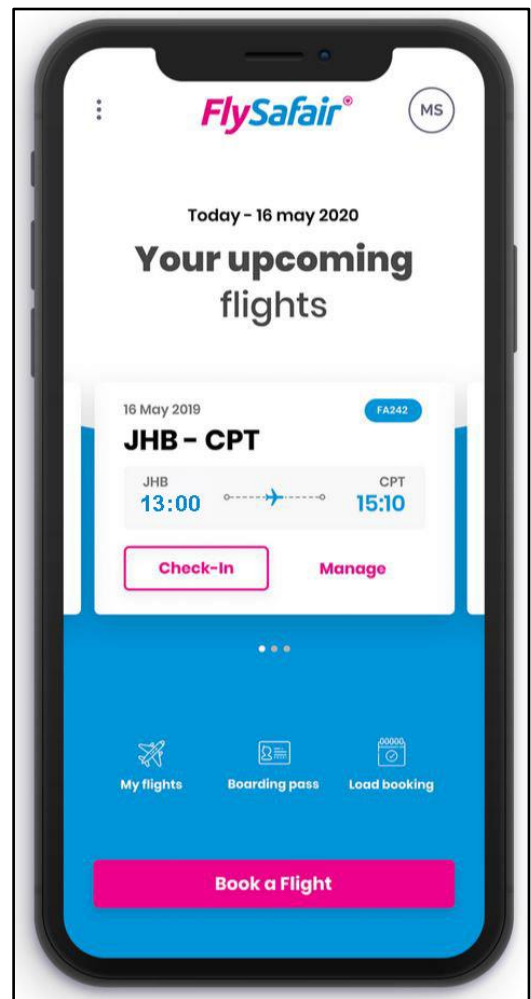 FlySafair®
MS
Today - 16 may 2020
Your upcoming
flights
16 May 2019
FA242
JHB - CPT
JHB
CPT
13:00
15:10
Check-In
Manage
My flights
Boarding pass
Load booking
Book a Flight